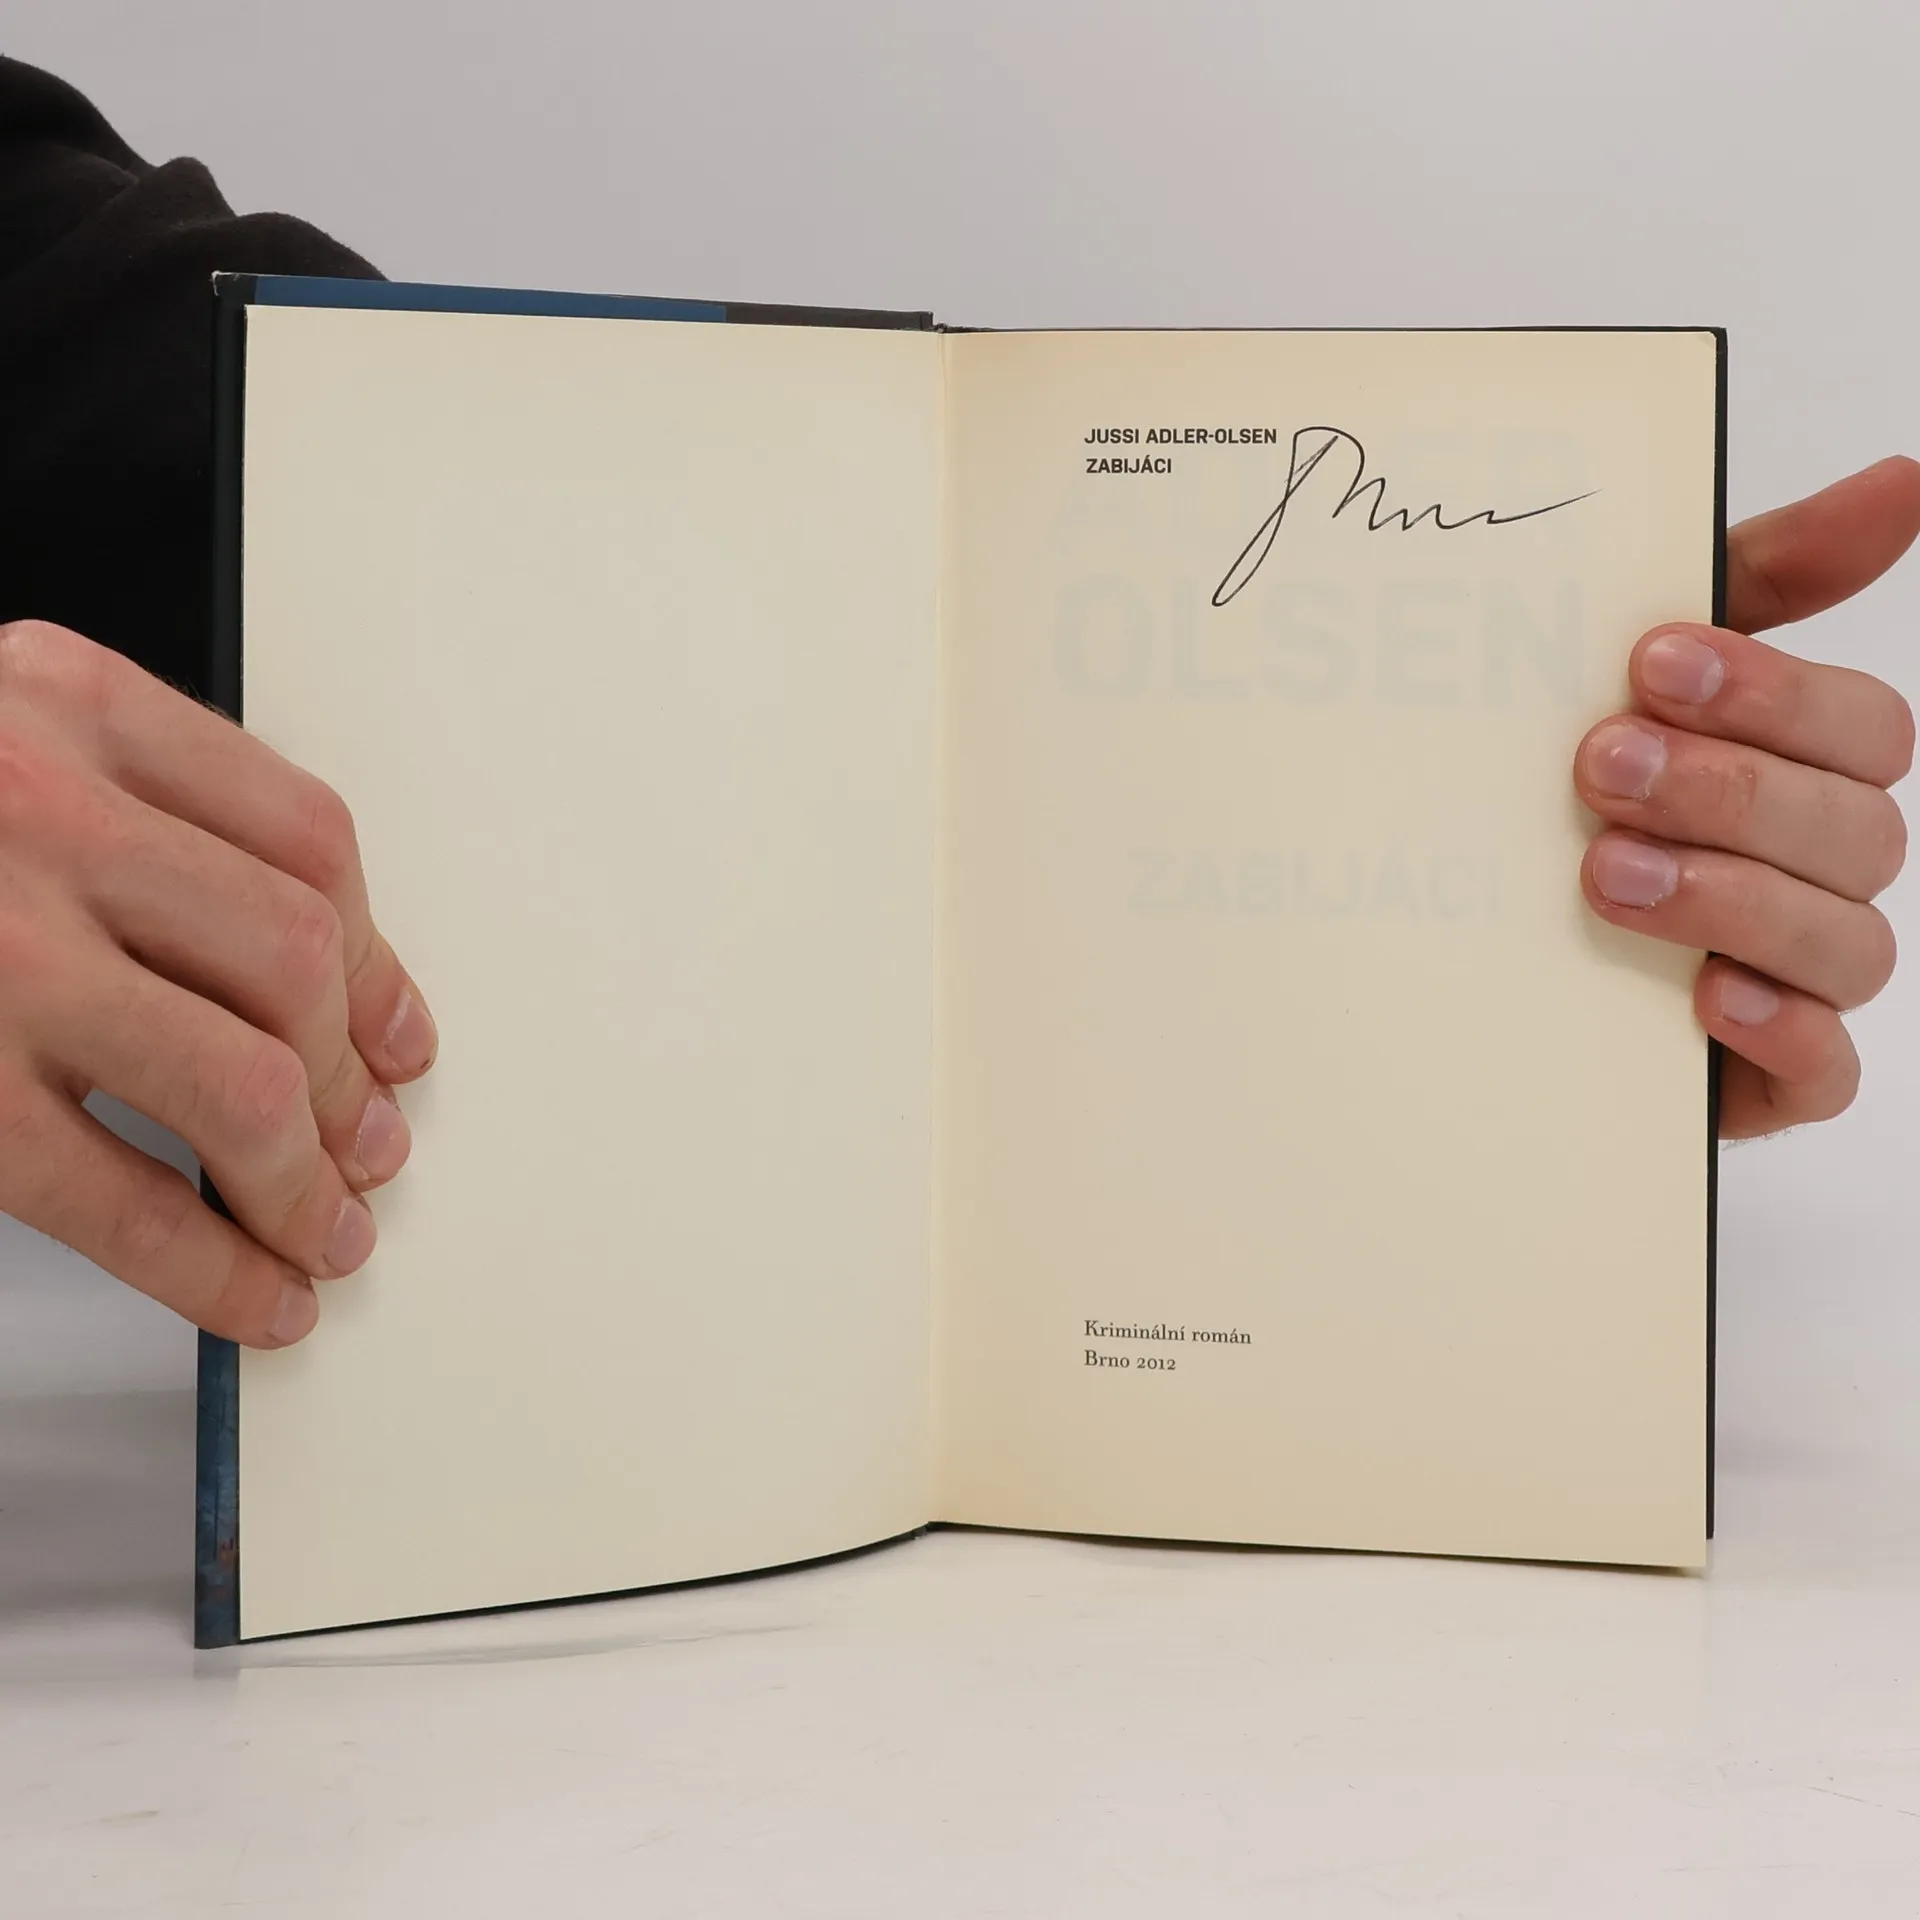 JUSSI ADLER-OLSEN
ZABIJÁCI
OLSEN
ZABIJÁCI
Kriminální román
Brno 2012